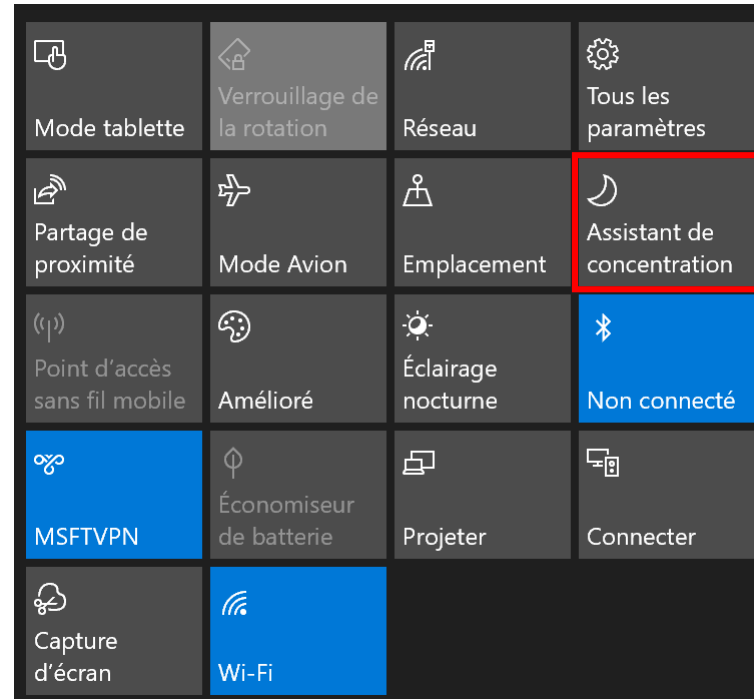 Mode tablette
Verrouillage de
la rotation
Réseau
Tous les
paramètres
Partage de
proximité
Mode Avion
Emplacement
Assistant de
concentration
Point d'accès
sans fil mobile
Amélioré
Éclairage
nocturne
Non connecté
MSFTVPN
Économiseur
de batterie
Projeter
Connecter
Capture
d'écran
Wi-Fi